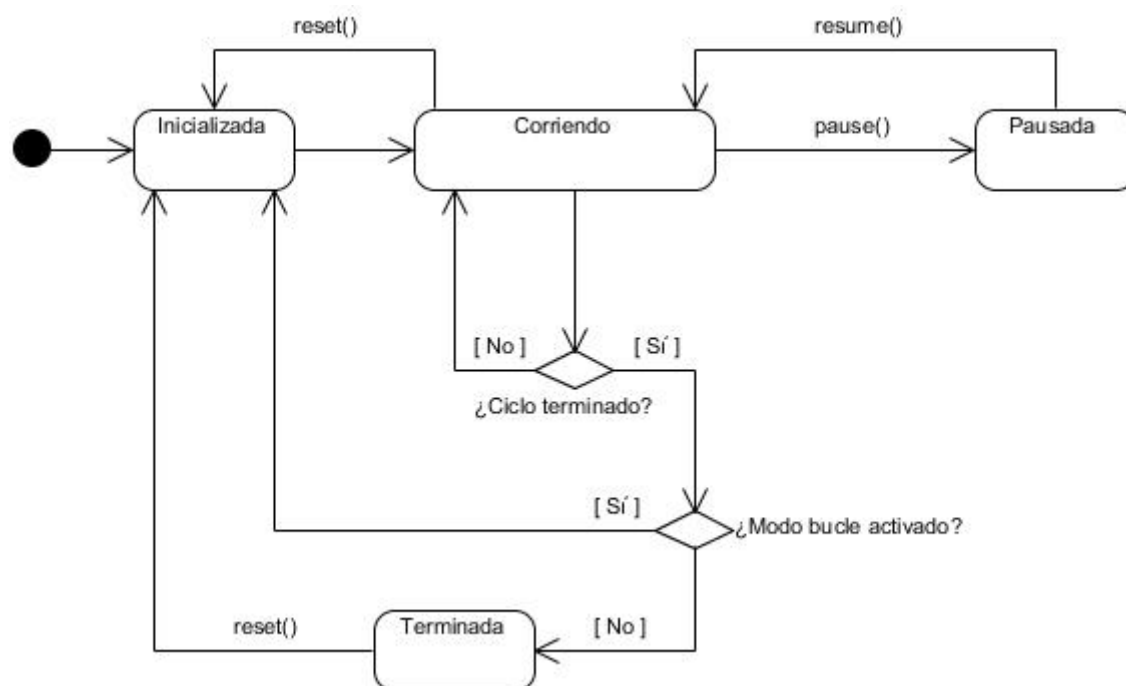 reset()
resume()
Inicializada
Corriendo
pause()
Pausada
[ No ]
[ Sí ]
¿Ciclo terminado?
[ Sí ]
¿Modo bucle activado?
reset()
Terminada
[ No ]